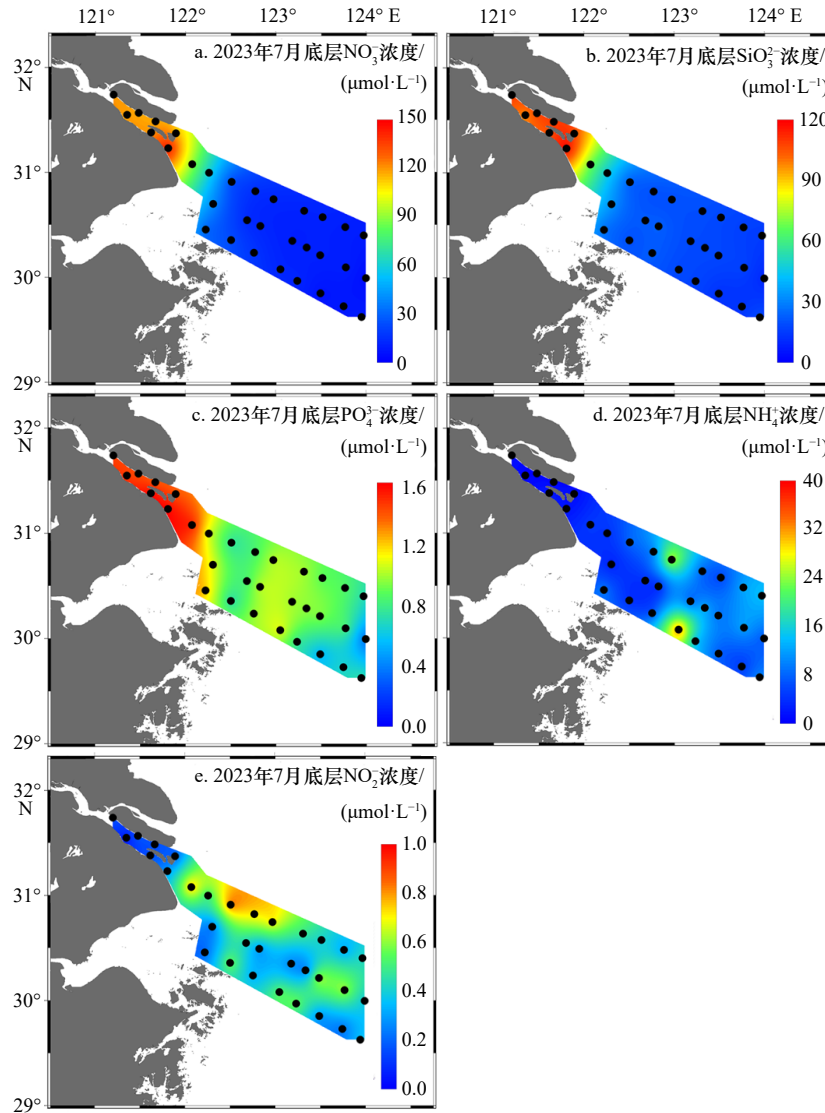 121° 122° 123° 124° E 121° 122° 123° 124° E
a. 2023年7月底层NO₃⁻浓度/
(μmol·L⁻¹)
32°
N
31°
30°
29°
150
120
90
60
30
0
b. 2023年7月底层SiO₃²⁻浓度/
(μmol·L⁻¹)
120
90
60
30
0
c. 2023年7月底层PO₄³⁻浓度/
(μmol·L⁻¹)
32°
N
31°
30°
29°
1.6
1.2
0.8
0.4
0.0
d. 2023年7月底层NH₄⁺浓度/
(μmol·L⁻¹)
40
32
24
16
8
0
e. 2023年7月底层NO₂⁻浓度/
(μmol·L⁻¹)
32°
N
31°
30°
29°
1.0
0.8
0.6
0.4
0.2
0.0